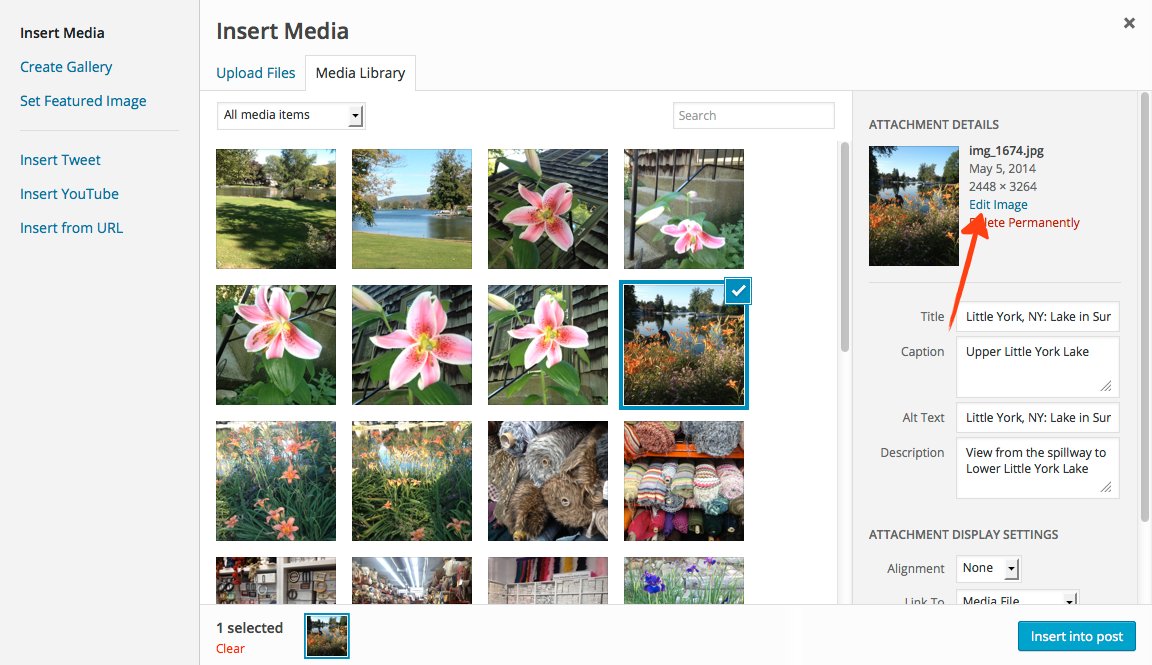 Insert Media
Create Gallery
Set Featured Image
Insert Tweet
Insert YouTube
Insert from URL
Insert Media
Upload Files
Media Library
All media items
Search
ATTACHMENT DETAILS
img_1674.jpg
May 5, 2014
2448 × 3264
Edit Image
Delete Permanently
Title
Little York, NY: Lake in Sur
Caption
Upper Little York Lake
Alt Text
Little York, NY: Lake in Sur
Description
View from the spillway to
Lower Little York Lake
ATTACHMENT DISPLAY SETTINGS
Alignment
None
Link To
Media File
1 selected
Clear
Insert into post